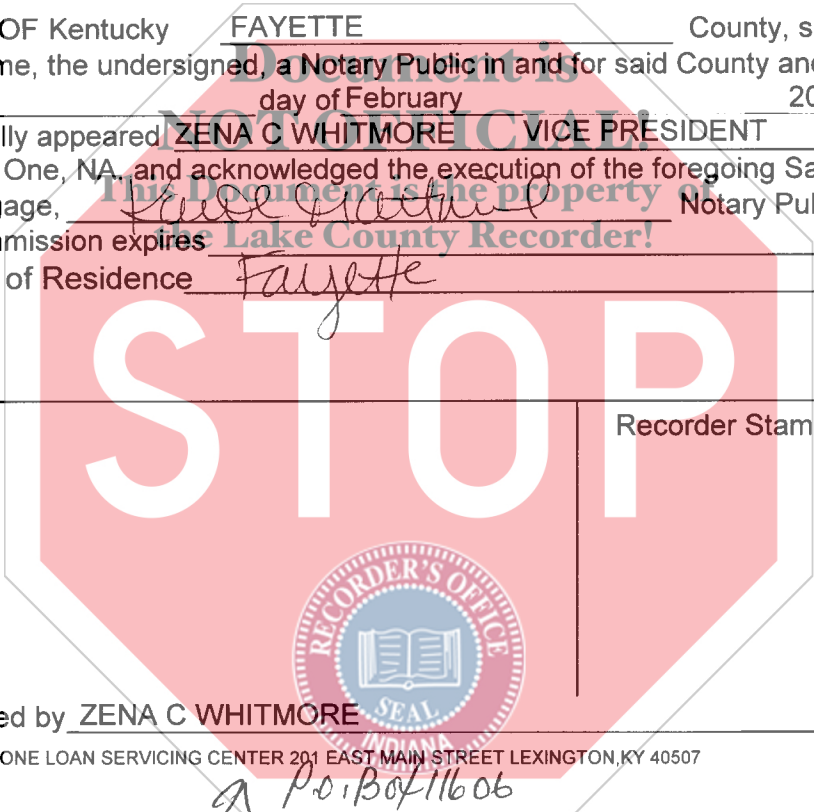 OF Kentucky FAYETTE County, s
Document is
me, the undersigned, a Notary Public in and for said County and
day of February 20
NOT OFFICIAL!
lly appeared ZENA C WHITMORE VICE PRESIDENT
One, NA, and acknowledged the execution of the foregoing Sa
This Document is the property of
gage, Notary Pul
the Lake County Recorder!
mission expires
of Residence Fayette
STOP
Recorder Stam
RECORDER'S OFFICE
SEAL
INDIANA
ed by ZENA C WHITMORE
ONE LOAN SERVICING CENTER 201 EAST MAIN STREET LEXINGTON,KY 40507
P.O. Box 11606